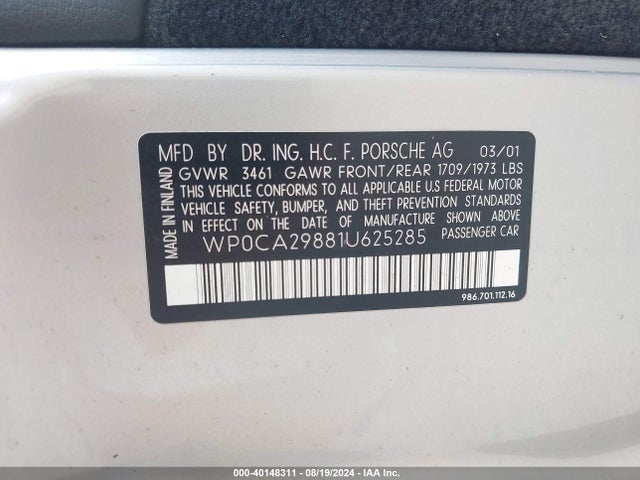 MADE IN FINLAND
MFD BY DR. ING. H.C. F. PORSCHE AG 03/01
GVWR 3461 GAWR FRONT/REAR 1709/1973 LBS
THIS VEHICLE CONFORMS TO ALL APPLICABLE U.S FEDERAL MOTOR
VEHICLE SAFETY, BUMPER, AND THEFT PREVENTION STANDARDS
IN EFFECT ON THE DATE OF MANUFACTURE SHOWN ABOVE.
WP0CA29881U625285 PASSENGER CAR
986.701.112.16
000-40148311 - 08/19/2024 - IAA Inc.